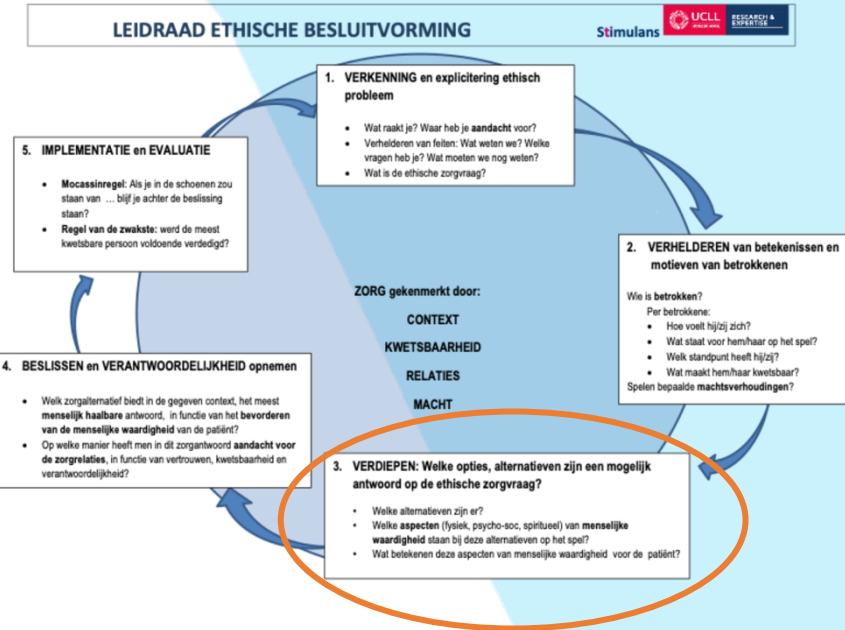 LEIDRAAD ETHISCHE BESLUITVORMING
Stimulans
UCLL
RESEARCH &
EXPERTISE
1. VERKENNING en explicitering ethisch
probleem
• Wat raakt je? Waar heb je aandacht voor?
• Verhelderen van feiten: Wat weten we? Welke
vragen heb je? Wat moeten we nog weten?
• Wat is de ethische zorgvraag?
5. IMPLEMENTATIE en EVALUATIE
• Mocassinregel: Als je in de schoenen zou
staan van … blijf je achter de beslissing
staan?
• Regel van de zwakste: werd de meest
kwetsbare persoon voldoende verdedigd?
2. VERHELDEREN van betekenissen en
motieven van betrokkenen
Wie is betrokken?
Per betrokkene:
• Hoe voelt hij/zij zich?
• Wat staat voor hem/haar op het spel?
• Welk standpunt heeft hij/zij?
• Wat maakt hem/haar kwetsbaar?
Spelen bepaalde machtsverhoudingen?
ZORG gekenmerkt door:
CONTEXT
KWETSBAARHEID
RELATIES
MACHT
4. BESLISSEN en VERANTWOORDELIJKHEID opnemen
• Welk zorgalternatief biedt in de gegeven context, het meest
menselijk haalbare antwoord, in functie van het bevorderen
van de menselijke waardigheid van de patiënt?
• Op welke manier heeft men in dit zorgantwoord aandacht voor
de zorgrelaties, in functie van vertrouwen, kwetsbaarheid en
verantwoordelijkheid?
3. VERDIEPEN: Welke opties, alternatieven zijn een mogelijk
antwoord op de ethische zorgvraag?
• Welke alternatieven zijn er?
• Welke aspecten (fysiek, psycho-soc, spiritueel) van menselijke
waardigheid staan bij deze alternatieven op het spel?
• Wat betekenen deze aspecten van menselijke waardigheid voor de patiënt?